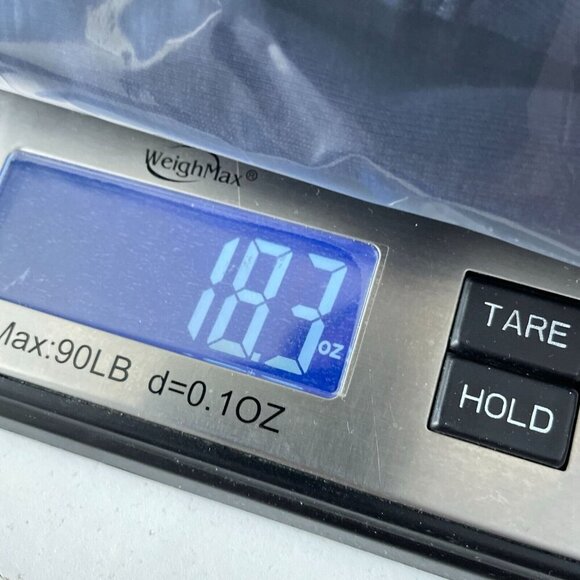 WeighMax®
18.3 oz
Max:90LB d=0.1OZ
TARE
HOLD